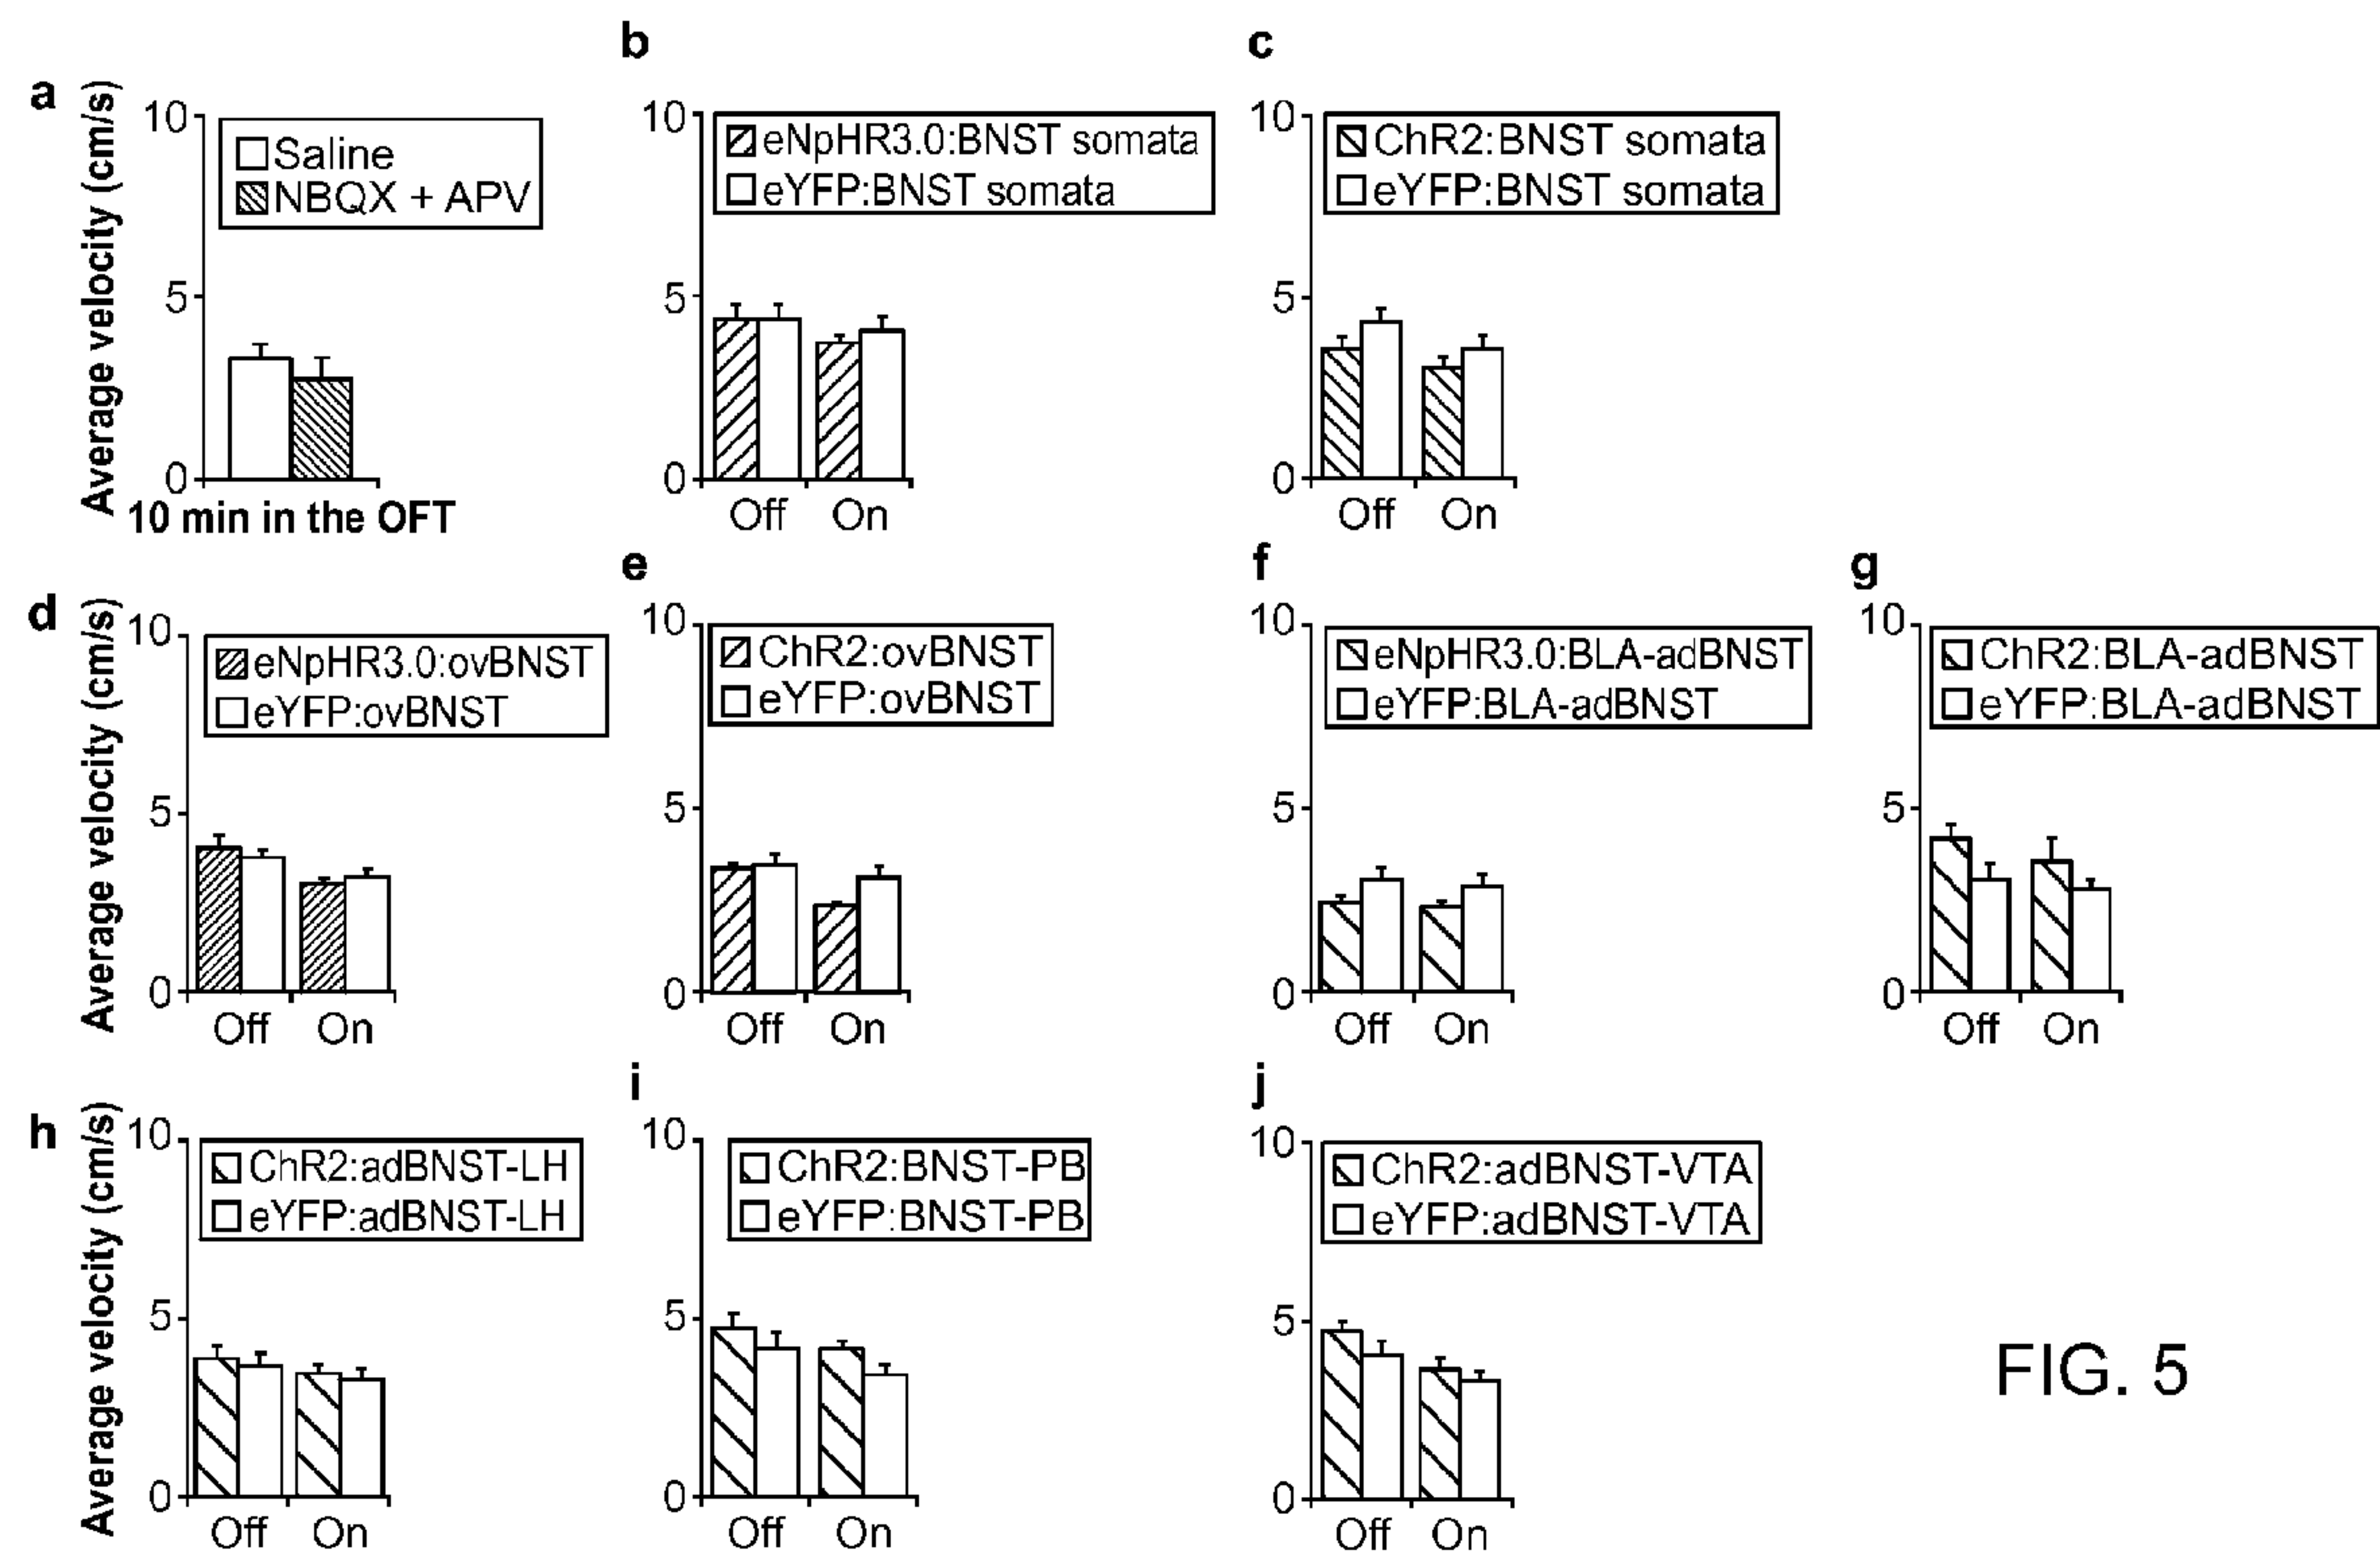 a
Average velocity (cm/s)
10
5
0
Saline
NBQX + APV
10 min in the OFT
b
10
5
0
eNpHR3.0:BNST somata
eYFP:BNST somata
Off On
c
10
5
0
ChR2:BNST somata
eYFP:BNST somata
Off On
d
Average velocity (cm/s)
10
5
0
eNpHR3.0:ovBNST
eYFP:ovBNST
Off On
e
10
5
0
ChR2:ovBNST
eYFP:ovBNST
Off On
f
10
5
0
eNpHR3.0:BLA-adBNST
eYFP:BLA-adBNST
Off On
g
10
5
0
ChR2:BLA-adBNST
eYFP:BLA-adBNST
Off On
h
Average velocity (cm/s)
10
5
0
ChR2:adBNST-LH
eYFP:adBNST-LH
Off On
i
10
5
0
ChR2:BNST-PB
eYFP:BNST-PB
Off On
j
10
5
0
ChR2:adBNST-VTA
eYFP:adBNST-VTA
Off On
FIG. 5